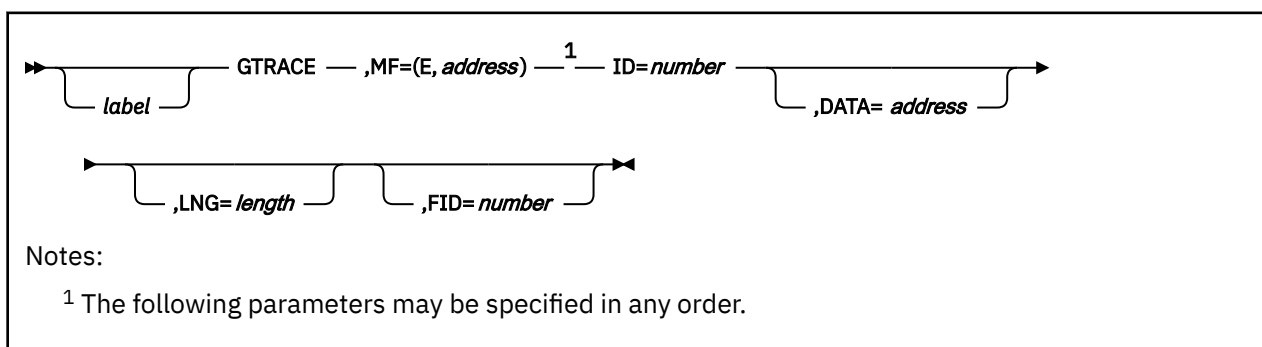 GTRACE ,MF=(E, address) 1 ID=number
label ,DATA= address
,LNG= length ,FID= number
Notes:
1 The following parameters may be specified in any order.